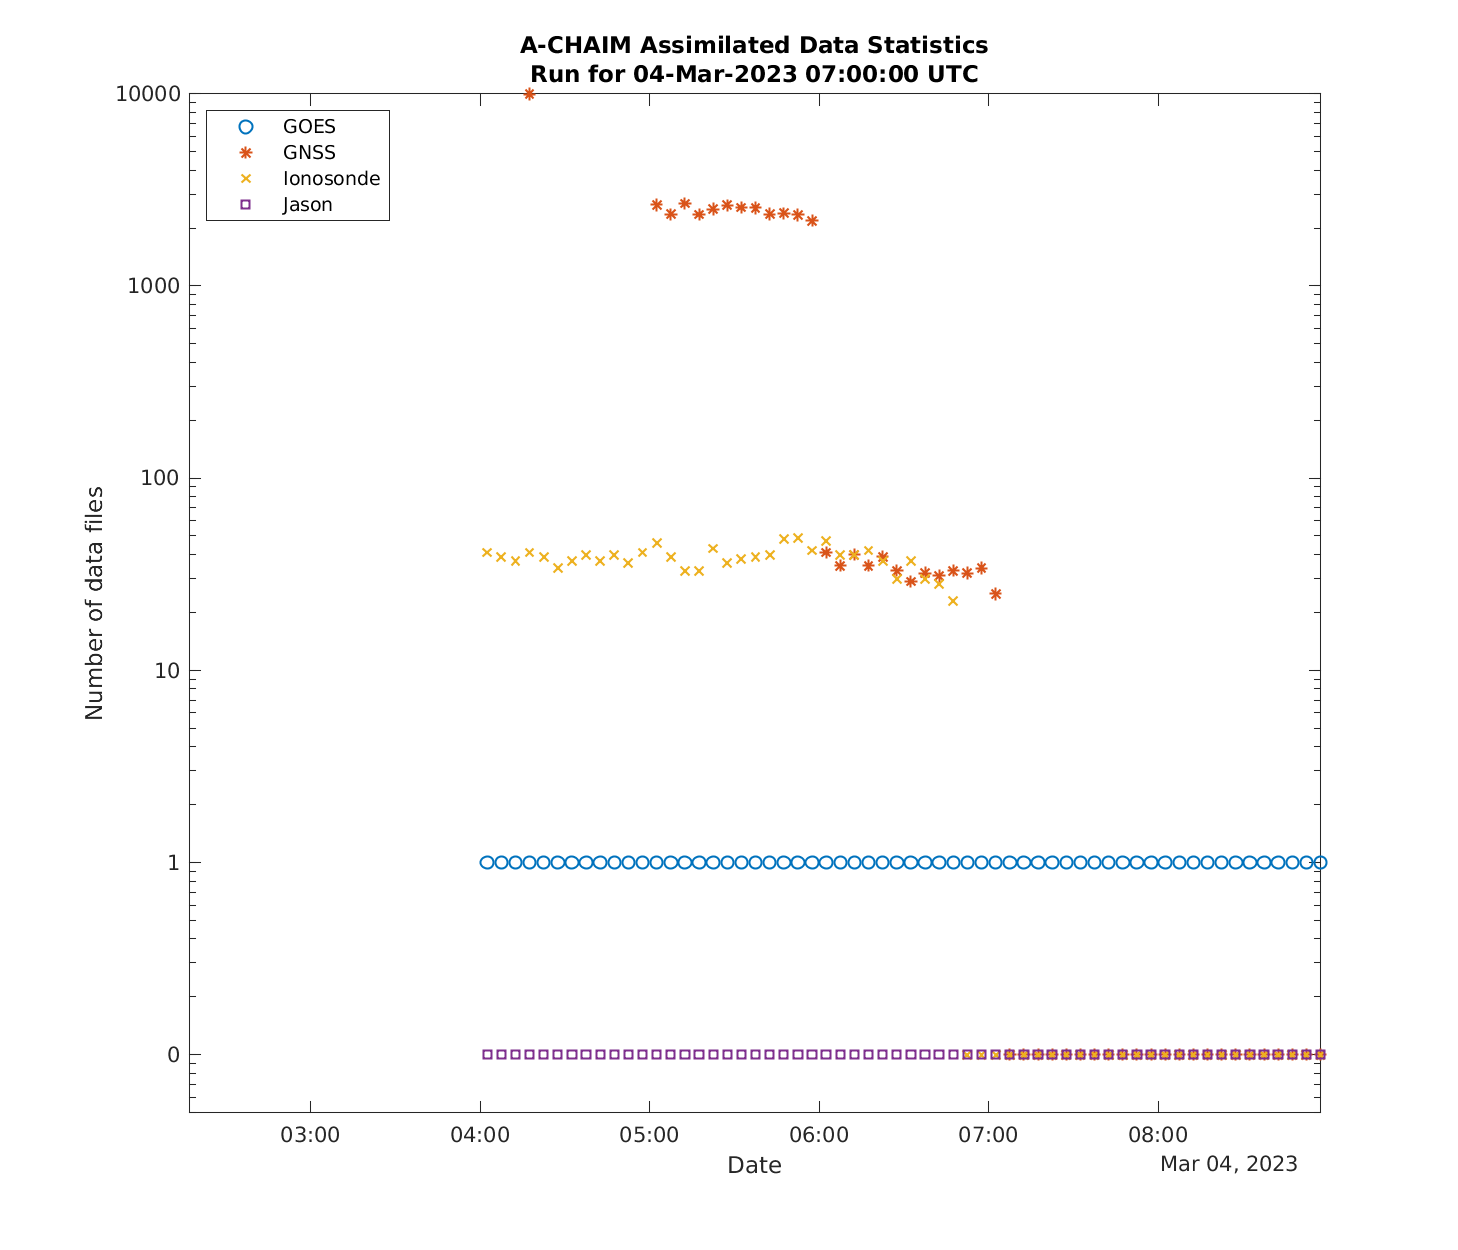 A-CHAIM Assimilated Data Statistics
Run for 04-Mar-2023 07:00:00 UTC
10000
1000
100
10
1
0
Number of data files
GOES
GNSS
Ionosonde
Jason
03:00
04:00
05:00
06:00
07:00
08:00
Date
Mar 04, 2023